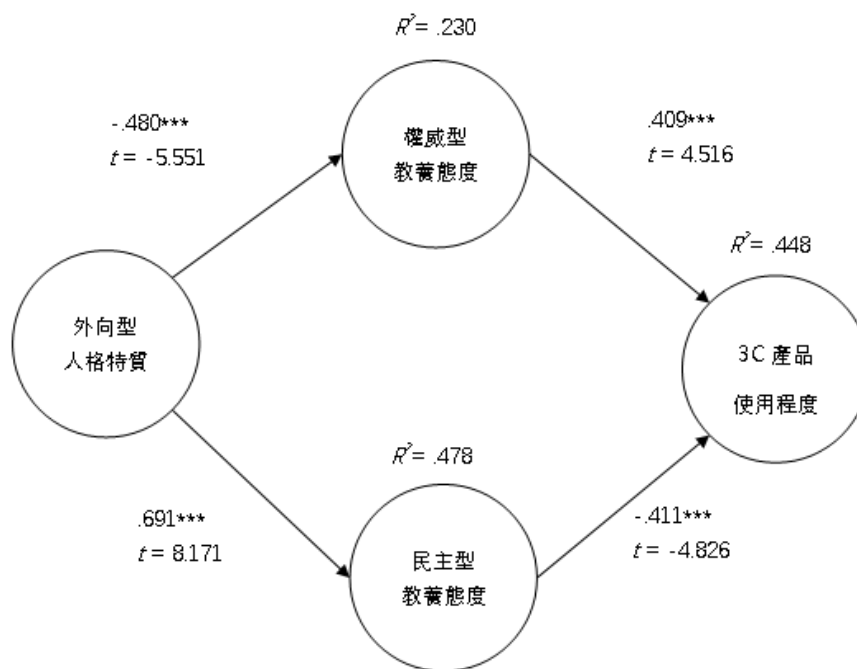 R² = .230
-.480***
t = -5.551
權威型
教養態度
.409***
t = 4.516
R² = .448
外向型
人格特質
3C 產品
使用程度
R² = .478
.691***
t = 8.171
民主型
教養態度
-.411***
t = -4.826